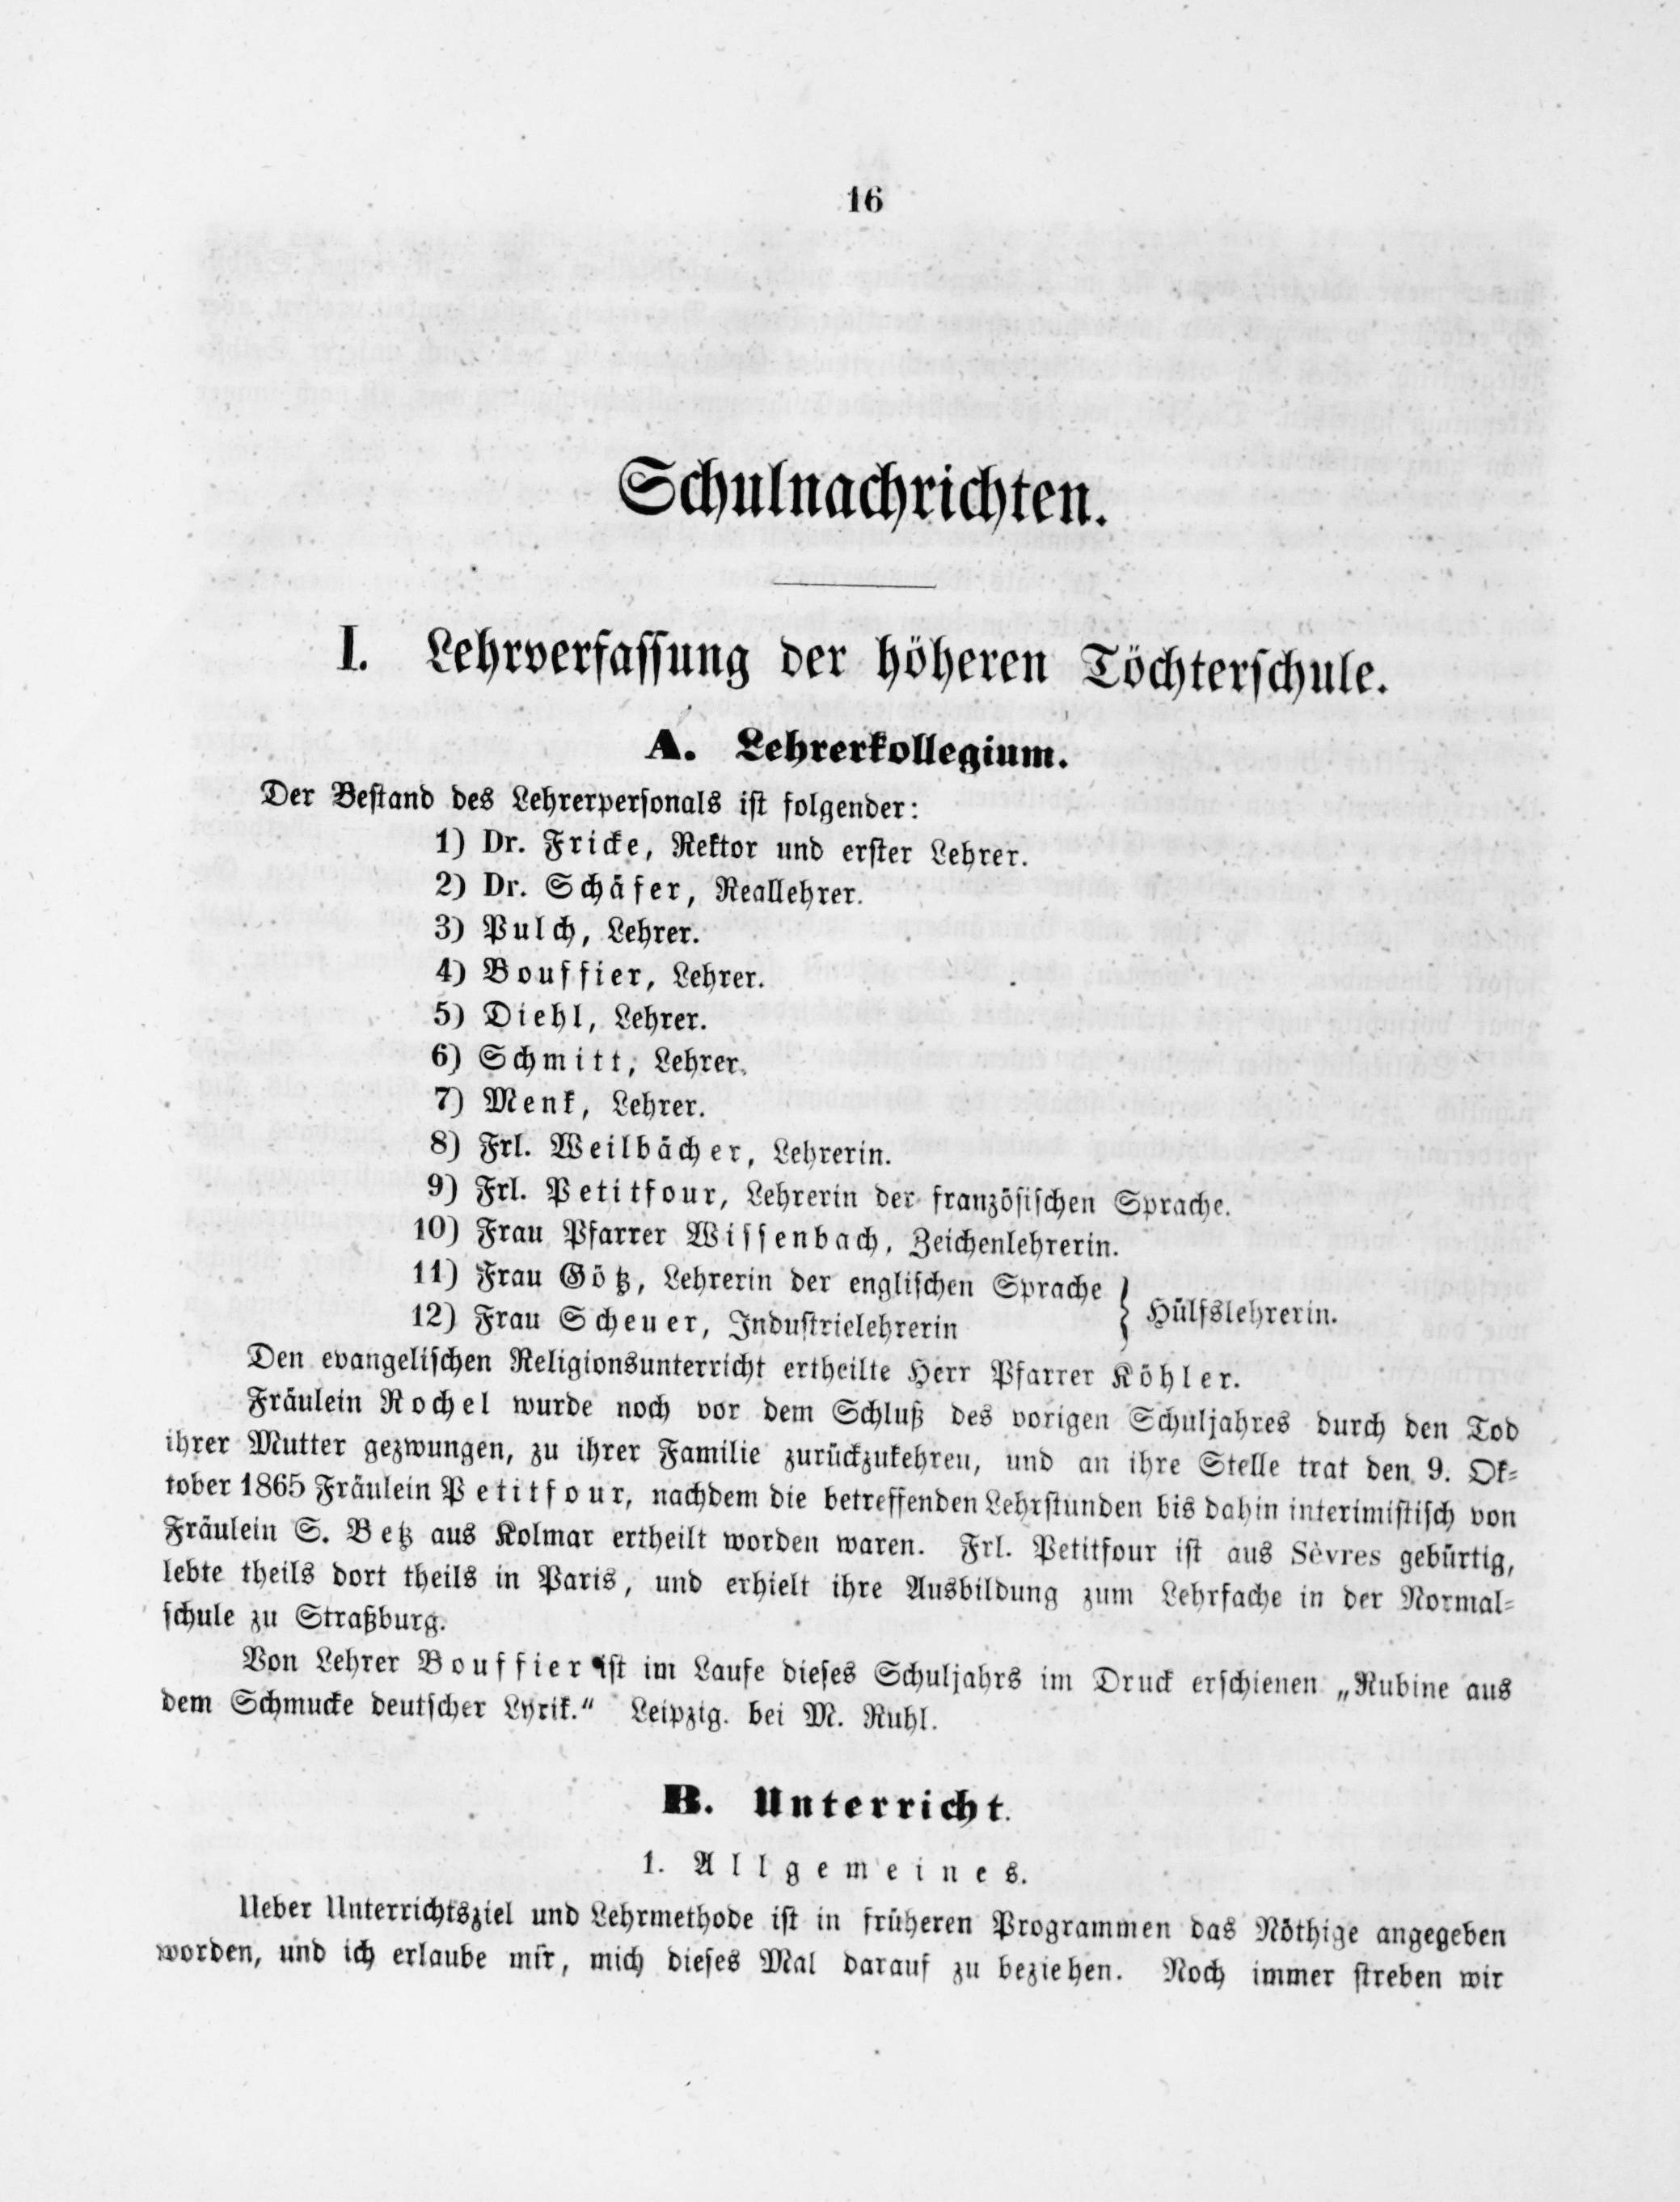 16
Schulnachrichten.
I. Lehrverfassung der höheren Töchterschule.
A. Lehrerkollegium.
Der Bestand des Lehrerpersonals ist folgender:
1) Dr. Fricke, Rektor und erster Lehrer.
2) Dr. Schäfer, Reallehrer.
3) Pulch, Lehrer.
4) Bouffier, Lehrer.
5) Diehl, Lehrer.
6) Schmitt, Lehrer.
7) Menk, Lehrer.
8) Frl. Weilbächer, Lehrerin.
9) Frl. Petitfour, Lehrerin der französischen Sprache.
10) Frau Pfarrer Wissenbach, Zeichenlehrerin.
11) Frau Götz, Lehrerin der englischen Sprache
12) Frau Scheuer, Industrielehrerin } Hülfslehrerin.
Den evangelischen Religionsunterricht ertheilte Herr Pfarrer Köhler.
Fräulein Rochel wurde noch vor dem Schluß des vorigen Schuljahres durch den Tod
ihrer Mutter gezwungen, zu ihrer Familie zurückzukehren, und an ihre Stelle trat den 9. Ok-
tober 1865 Fräulein Petitfour, nachdem die betreffenden Lehrstunden bis dahin interimistisch von
Fräulein S. Betz aus Kolmar ertheilt worden waren. Frl. Petitfour ist aus Sèvres gebürtig,
lebte theils dort theils in Paris, und erhielt ihre Ausbildung zum Lehrfache in der Normal-
schule zu Straßburg.
Von Lehrer Bouffier ist im Laufe dieses Schuljahrs im Druck erschienen „Rubine aus
dem Schmucke deutscher Lyrik.“ Leipzig. bei M. Ruhl.
B. Unterricht.
1. Allgemeines.
Ueber Unterrichtsziel und Lehrmethode ist in früheren Programmen das Nöthige angegeben
worden, und ich erlaube mir, mich dieses Mal darauf zu beziehen. Noch immer streben wir